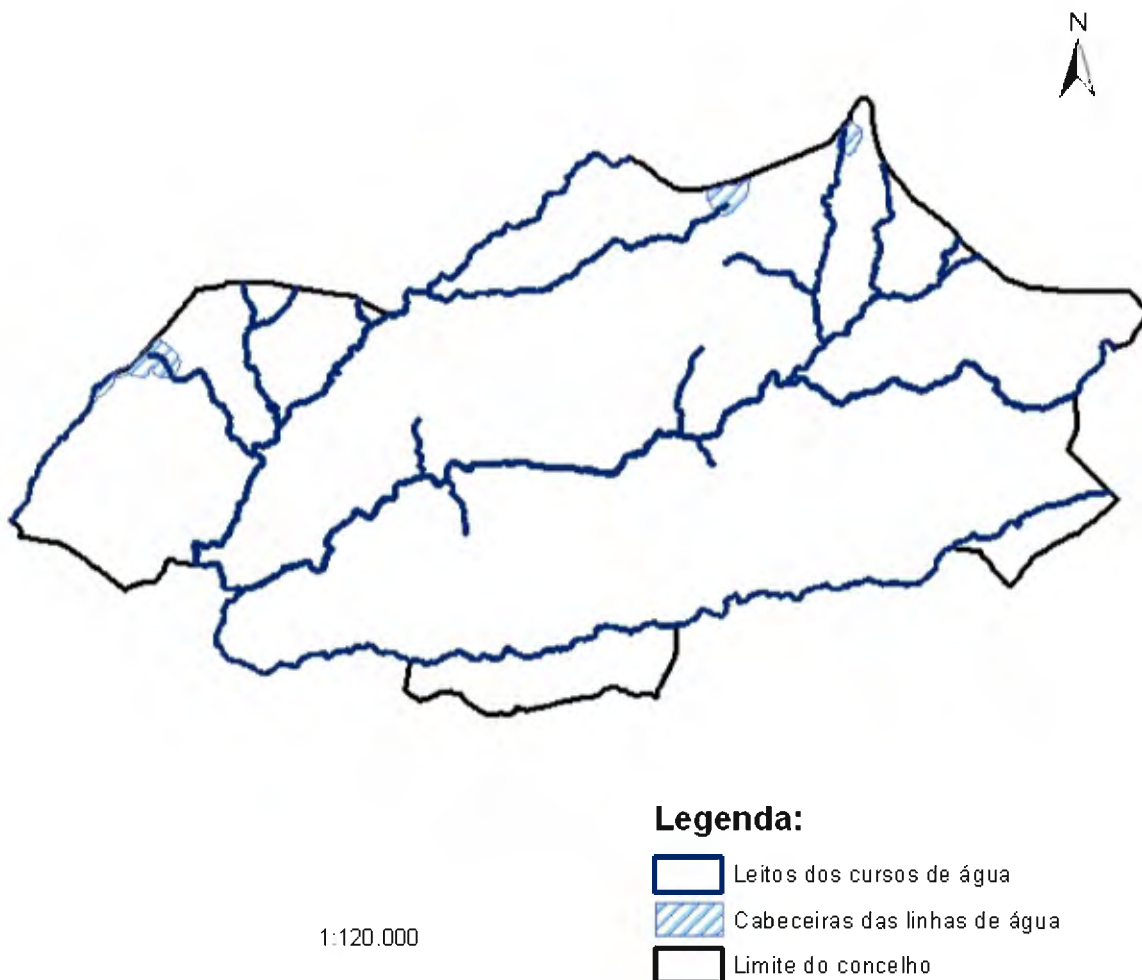 N
Legenda:
Leitos dos cursos de água
Cabeceiras das linhas de água
1:120.000
Limite do concelho